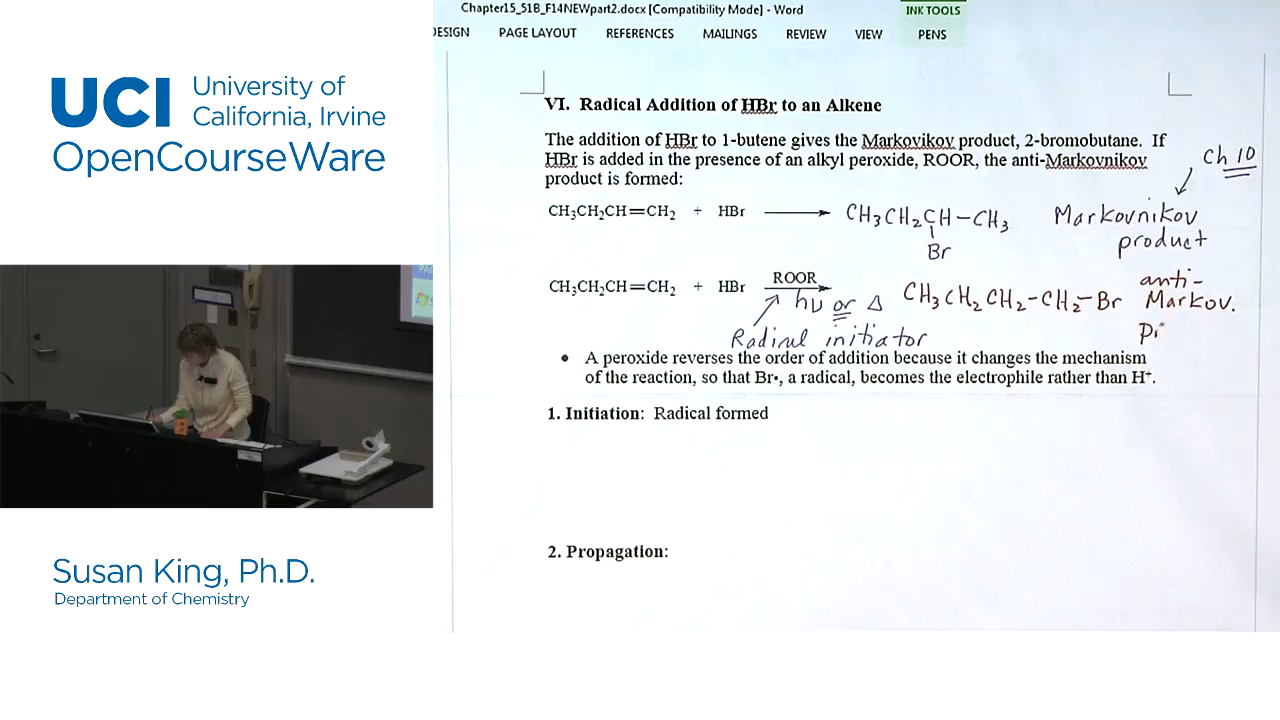 UCI University of
California, Irvine
OpenCourseWare
Susan King, Ph.D.
Department of Chemistry
Chapter15_51B_F14NEWpart2.docx [Compatibility Mode] - Word
INK TOOLS
DESIGN PAGE LAYOUT REFERENCES MAILINGS REVIEW VIEW PENS
VI. Radical Addition of HBr to an Alkene
The addition of HBr to 1-butene gives the Markovikov product, 2-bromobutane. If
HBr is added in the presence of an alkyl peroxide, ROOR, the anti-Markovnikov
product is formed:
Ch 10
CH₃CH₂CH=CH₂ + HBr ⟶ CH₃CH₂CH-CH₃
Br
Markovnikov
product
CH₃CH₂CH=CH₂ + HBr ROOR ⟶ CH₃CH₂CH₂-CH₂-Br
hν or Δ
anti-
Markov.
Radical initiator
• A peroxide reverses the order of addition because it changes the mechanism
of the reaction, so that Br•, a radical, becomes the electrophile rather than H⁺.
1. Initiation: Radical formed
2. Propagation: